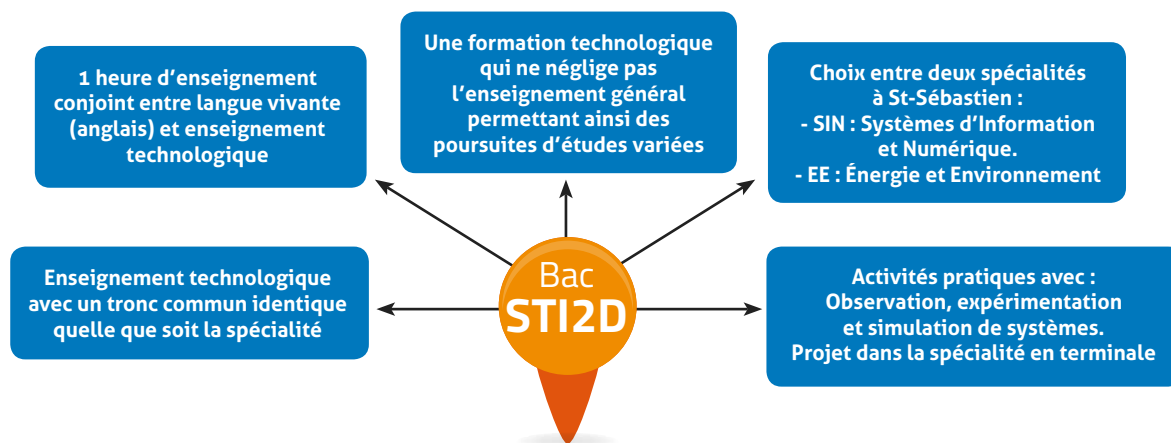 1 heure d'enseignement
conjoint entre langue vivante
(anglais) et enseignement
technologique
Une formation technologique
qui ne néglige pas
l'enseignement général
permettant ainsi des
poursuites d'études variées
Choix entre deux spécialités
à St-Sébastien :
- SIN : Systèmes d'Information
et Numérique.
- EE : Énergie et Environnement
Enseignement technologique
avec un tronc commun identique
quelle que soit la spécialité
Bac
STI2D
Activités pratiques avec :
Observation, expérimentation
et simulation de systèmes.
Projet dans la spécialité en terminale